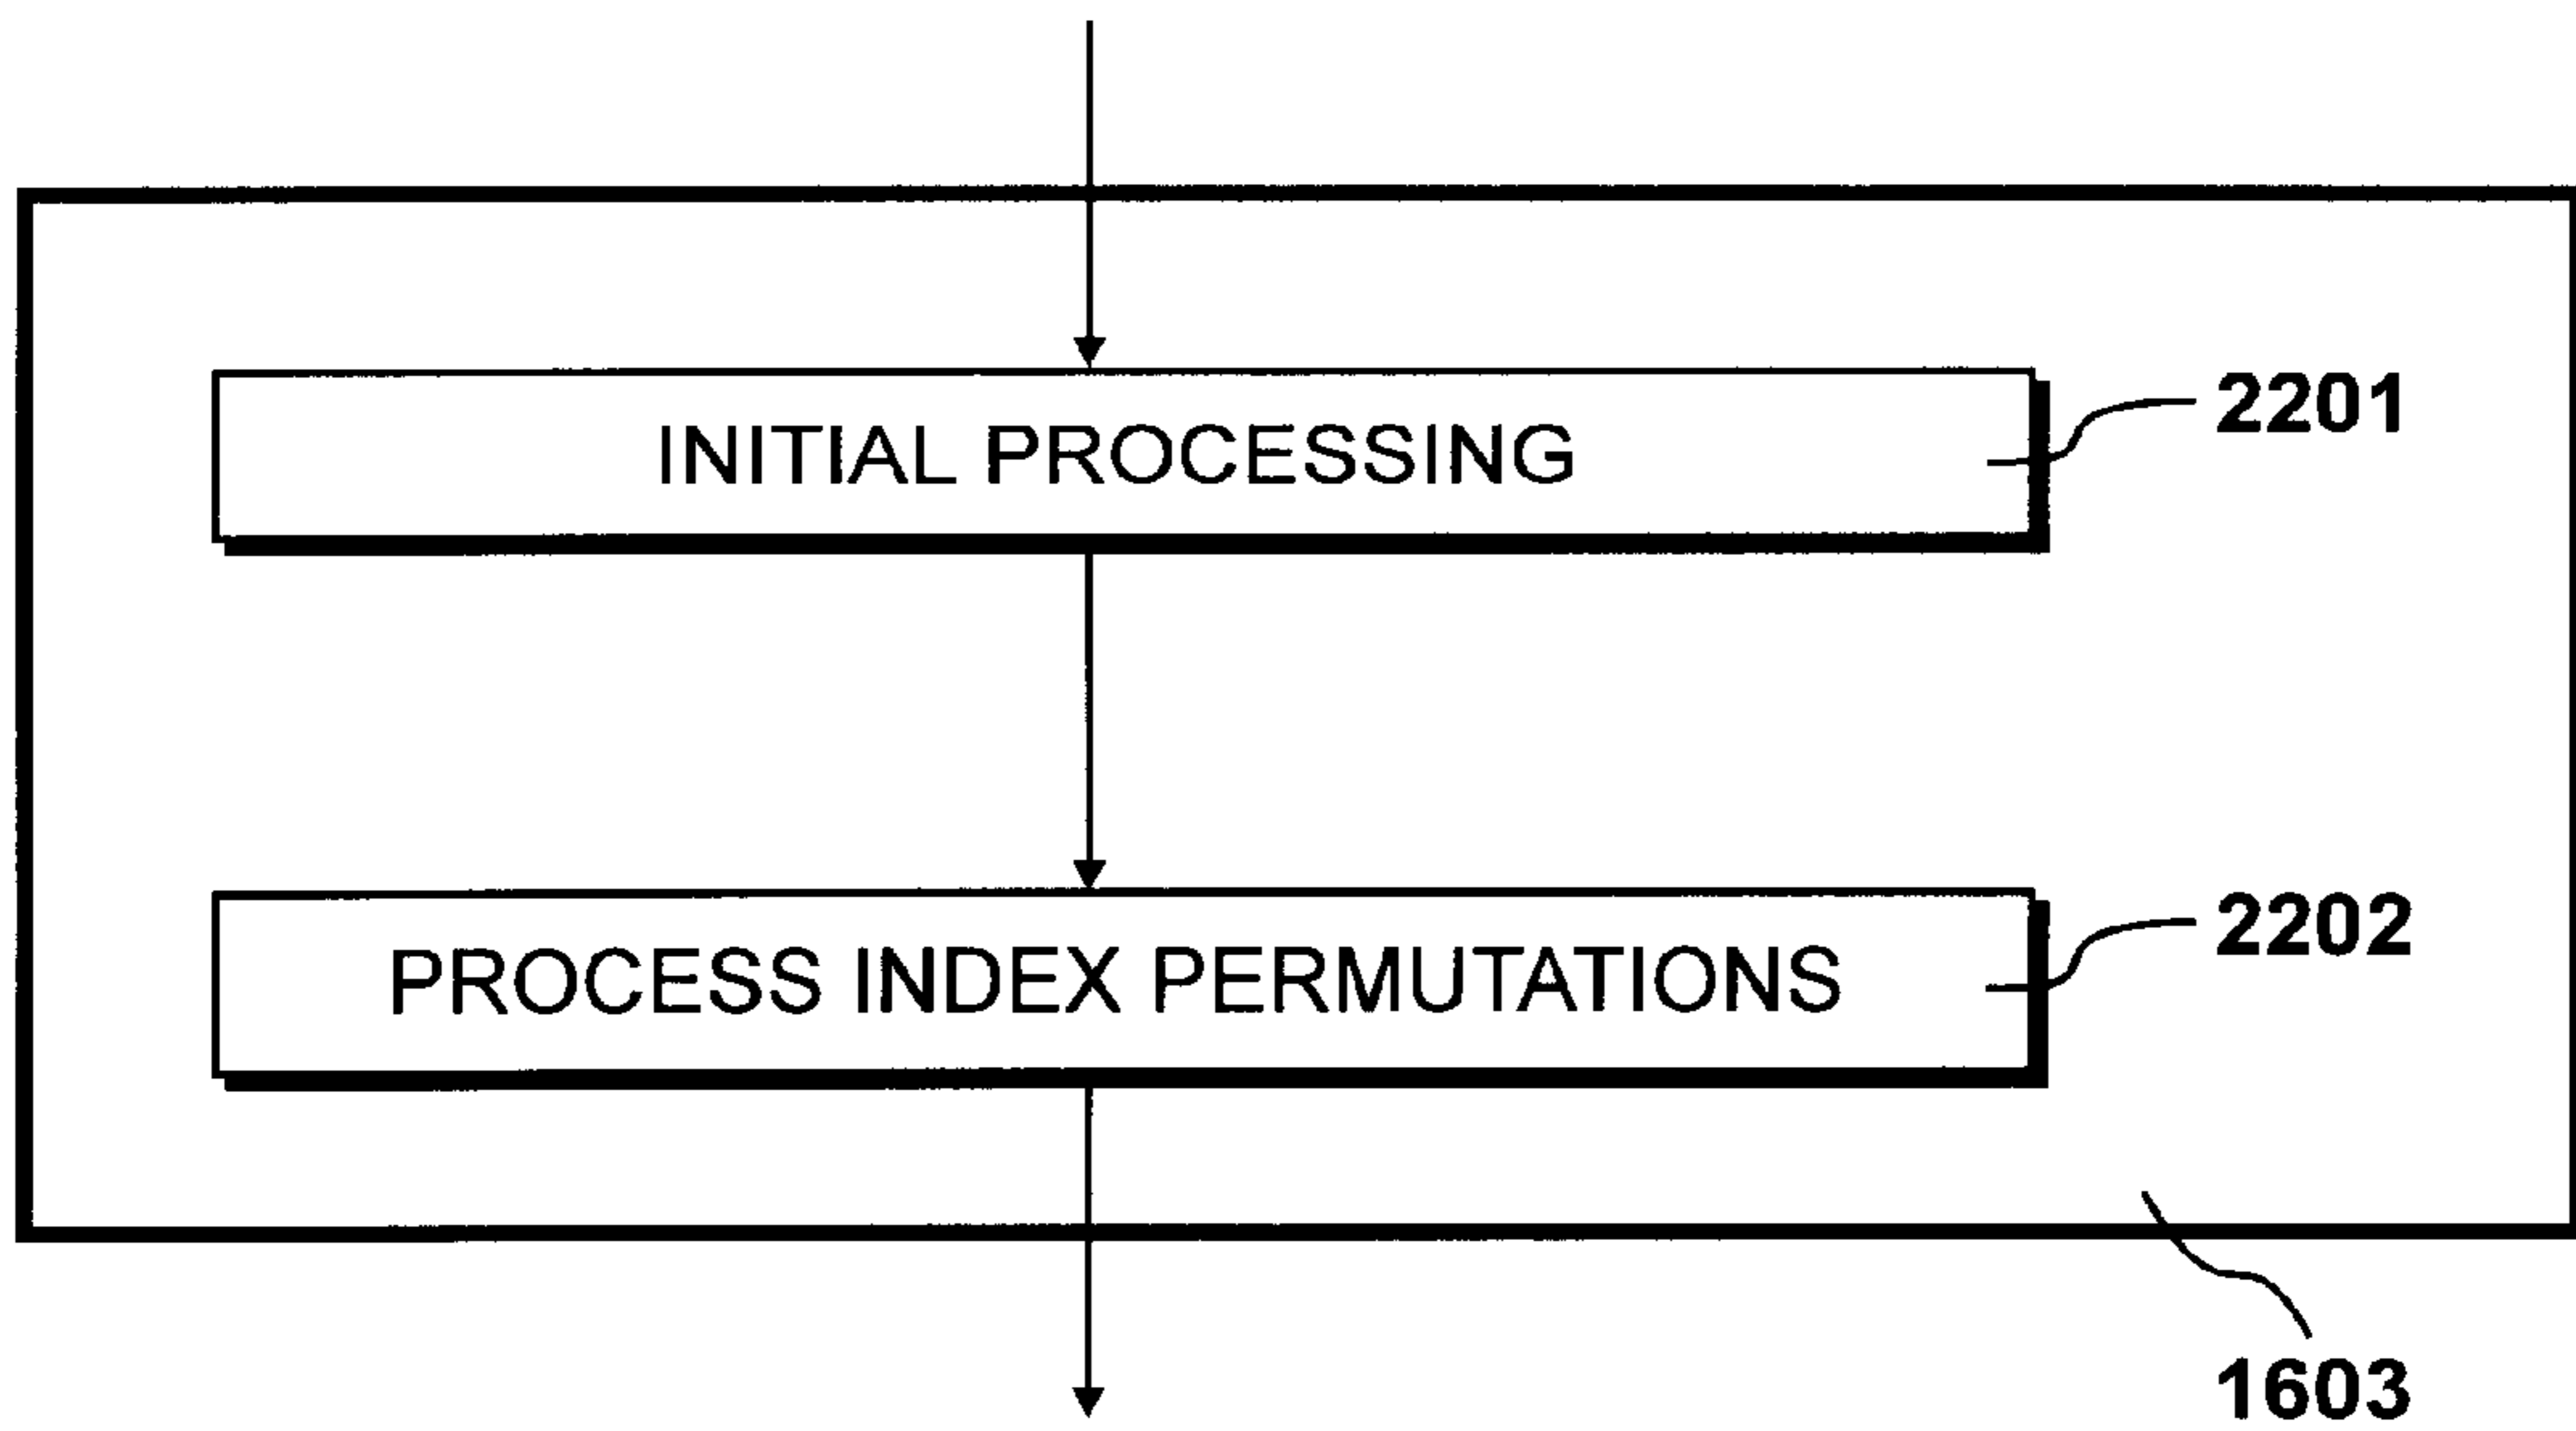 INITIAL PROCESSING
2201
PROCESS INDEX PERMUTATIONS
2202
1603